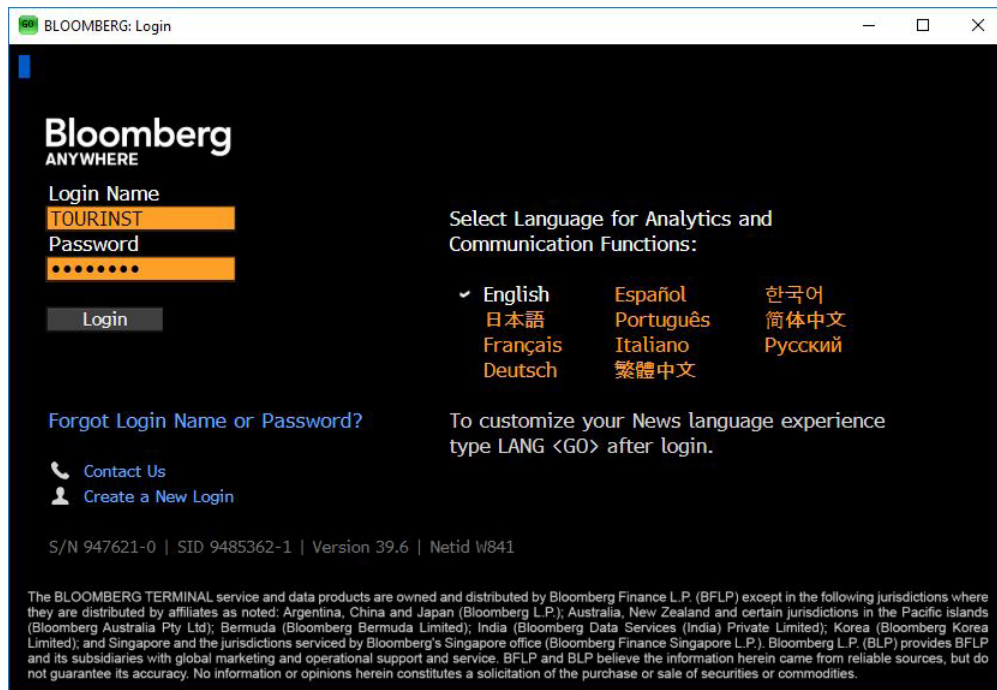 BLOOMBERG: Login
Bloomberg
ANYWHERE
Login Name
TOURINST
Password
••••••••
Login
Forgot Login Name or Password?
Contact Us
Create a New Login
Select Language for Analytics and
Communication Functions:
English Español 한국어
日本語 Português 简体中文
Français Italiano Русский
Deutsch 繁體中文
To customize your News language experience
type LANG <GO> after login.
S/N 947621-0 | SID 9485362-1 | Version 39.6 | Netid W841
The BLOOMBERG TERMINAL service and data products are owned and distributed by Bloomberg Finance L.P. (BFLP) except in the following jurisdictions where
they are distributed by affiliates as noted: Argentina, China and Japan (Bloomberg L.P.); Australia, New Zealand and certain jurisdictions in the Pacific islands
(Bloomberg Australia Pty Ltd); Bermuda (Bloomberg Bermuda Limited); India (Bloomberg Data Services (India) Private Limited); Korea (Bloomberg Korea
Limited); and Singapore and the jurisdictions serviced by Bloomberg's Singapore office (Bloomberg Finance Singapore L.P.). Bloomberg L.P. (BLP) provides BFLP
and its subsidiaries with global marketing and operational support and service. BFLP and BLP believe the information herein came from reliable sources, but do
not guarantee its accuracy. No information or opinions herein constitutes a solicitation of the purchase or sale of securities or commodities.